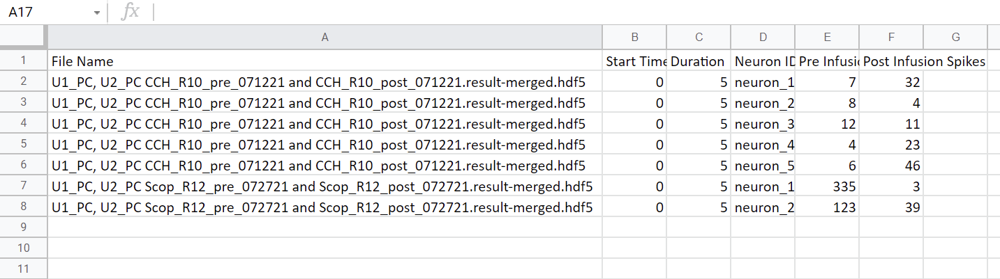 A17 fx
A B C D E F G
1 File Name Start Time Duration Neuron ID Pre Infusi Post Infusion Spikes
2 U1_PC, U2_PC CCH_R10_pre_071221 and CCH_R10_post_071221.result-merged.hdf5 0 5 neuron_1 7 32
3 U1_PC, U2_PC CCH_R10_pre_071221 and CCH_R10_post_071221.result-merged.hdf5 0 5 neuron_2 8 4
4 U1_PC, U2_PC CCH_R10_pre_071221 and CCH_R10_post_071221.result-merged.hdf5 0 5 neuron_3 12 11
5 U1_PC, U2_PC CCH_R10_pre_071221 and CCH_R10_post_071221.result-merged.hdf5 0 5 neuron_4 4 23
6 U1_PC, U2_PC CCH_R10_pre_071221 and CCH_R10_post_071221.result-merged.hdf5 0 5 neuron_5 6 46
7 U1_PC, U2_PC Scop_R12_pre_072721 and Scop_R12_post_072721.result-merged.hdf5 0 5 neuron_1 335 3
8 U1_PC, U2_PC Scop_R12_pre_072721 and Scop_R12_post_072721.result-merged.hdf5 0 5 neuron_2 123 39
9
10
11